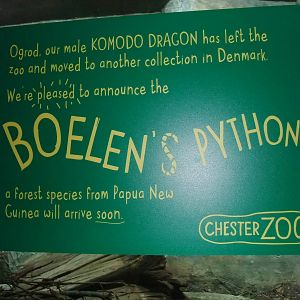 Ogrod, our male KOMODO DRAGON has left the
zoo and moved to another collection in Denmark.
We're pleased to announce the
BOELEN'S PYTHON
a forest species from Papua New
Guinea will arrive soon.
CHESTER ZOO